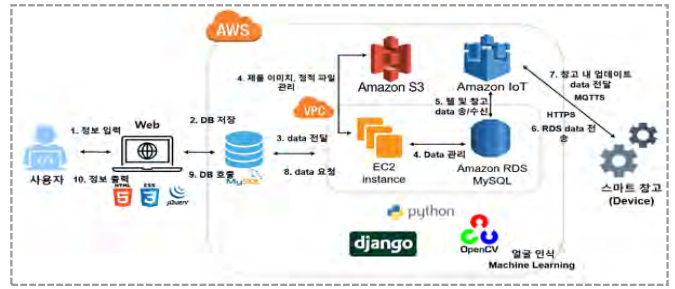 AWS
4. 제품 이미지, 정적 파일
관리
Amazon S3
Amazon IoT
7. 창고 내 업데이트
data 전달
MQTTS
VPC
5. 웹 및 창고
data 송/수신
HTTPS
6. RDS data 전
송
1. 정보 입력
Web
2. DB 저장
3. data 전달
EC2
instance
4. Data 관리
Amazon RDS
MySQL
사용자
10. 정보 출력
HTML
5
CSS
3
jQuery
9. DB 호출
MySQL
8. data 요청
스마트 창고
(Device)
python
django
OpenCV
얼굴 인식
Machine Learning